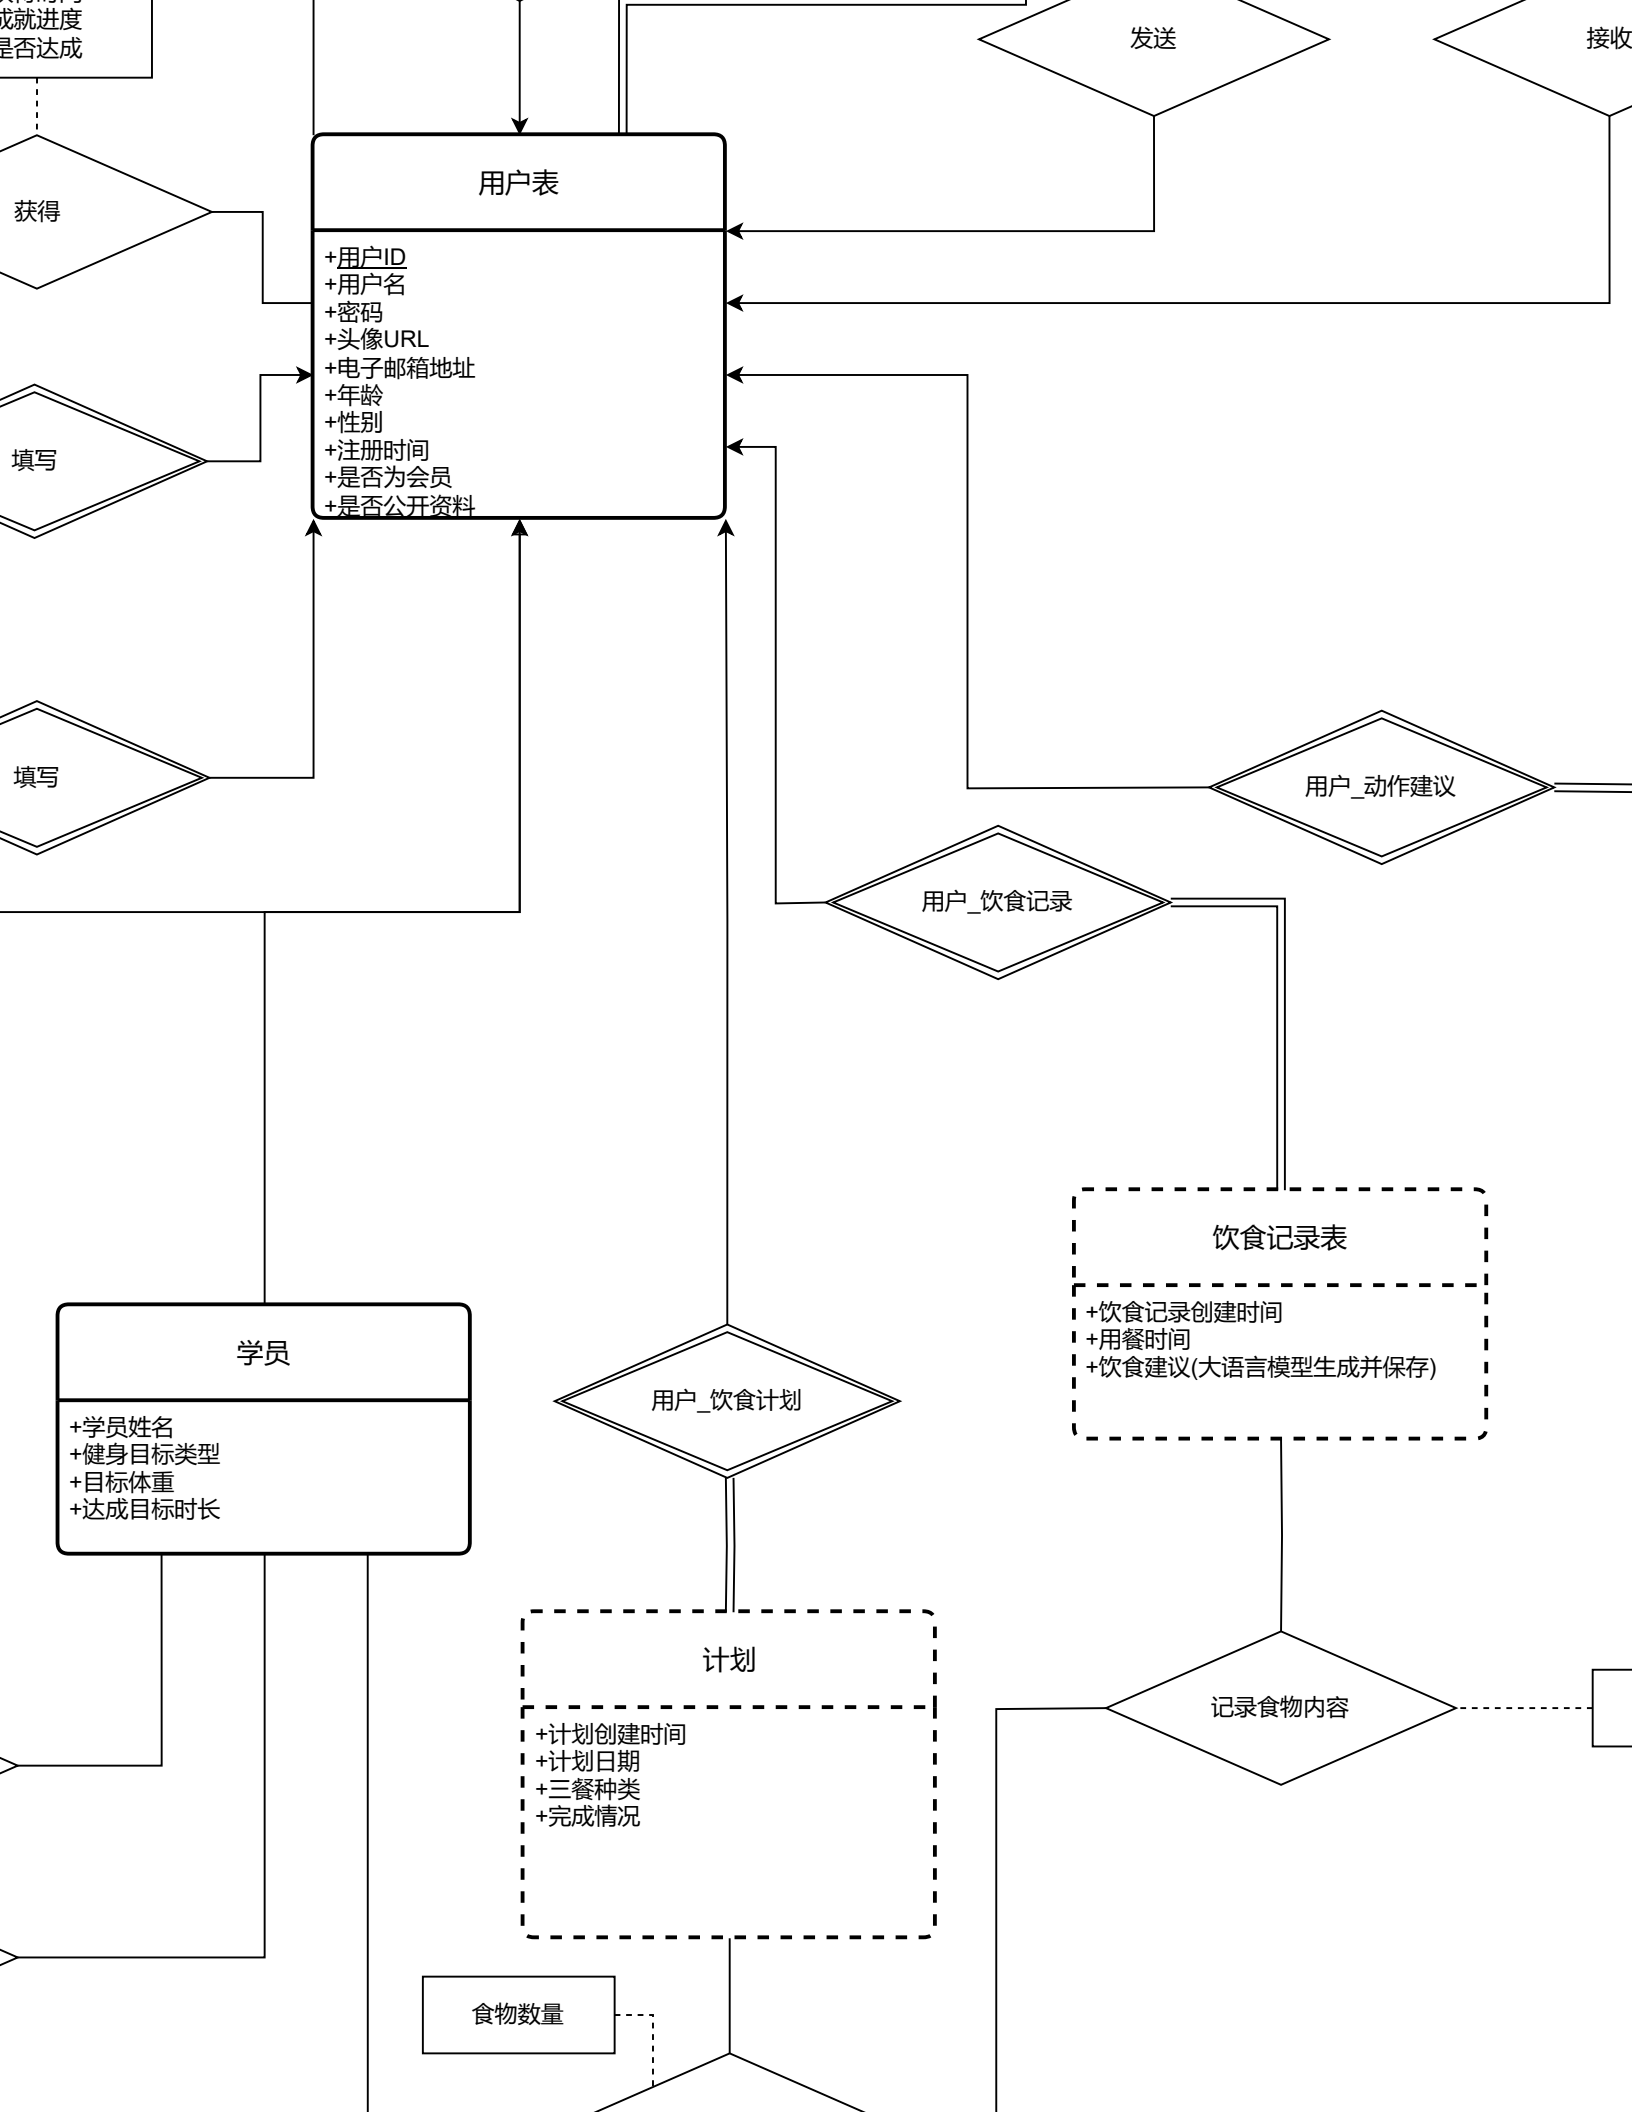 成就进度
是否达成
发送
接收
用户表
获得
+用户ID
+用户名
+密码
+头像URL
+电子邮箱地址
+年龄
+性别
+注册时间
+是否为会员
+是否公开资料
填写
填写
用户_动作建议
用户_饮食记录
饮食记录表
+饮食记录创建时间
+用餐时间
+饮食建议(大语言模型生成并保存)
学员
+学员姓名
+健身目标类型
+目标体重
+达成目标时长
用户_饮食计划
计划
+计划创建时间
+计划日期
+三餐种类
+完成情况
记录食物内容
食物数量